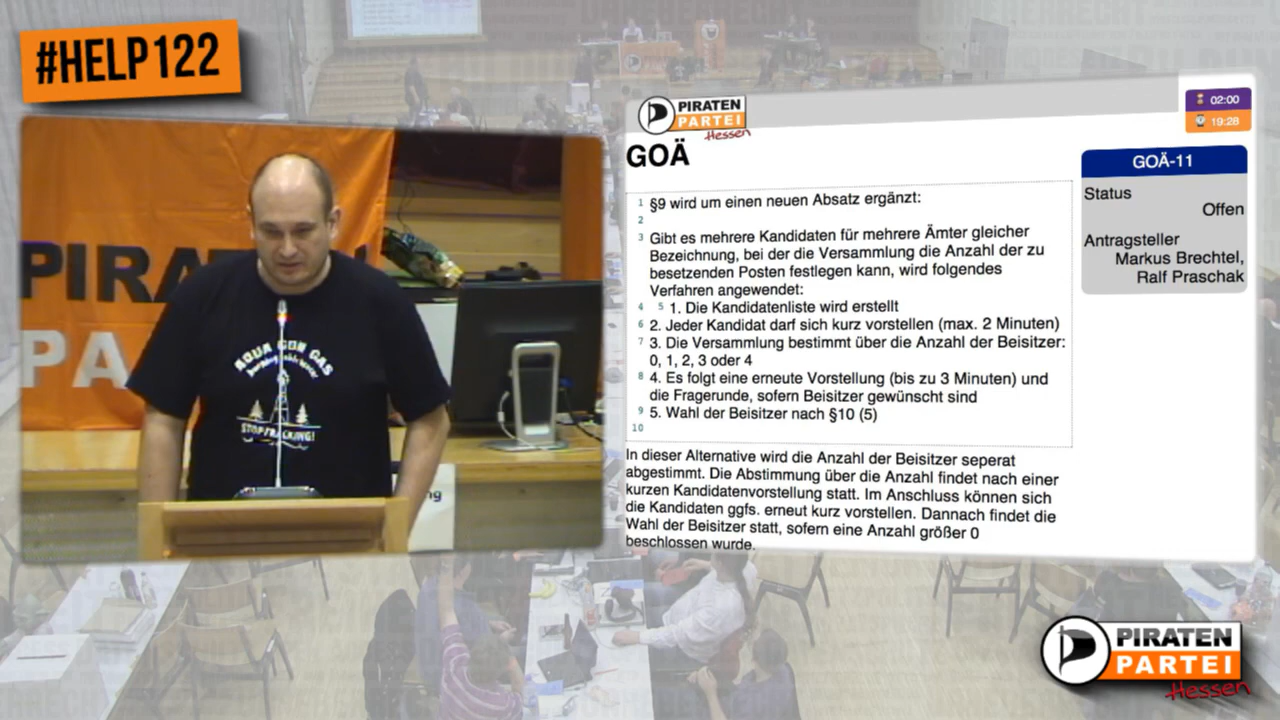 #HELP122
PIRATEN
PARTEI
Hessen
02:00
19:28
GOÄ
GOÄ-11
Status
Offen
Antragsteller
Markus Brechtel,
Ralf Praschak
1 §9 wird um einen neuen Absatz ergänzt:
2
3 Gibt es mehrere Kandidaten für mehrere Ämter gleicher
Bezeichnung, bei der die Versammlung die Anzahl der zu
besetzenden Posten festlegen kann, wird folgendes
Verfahren angewendet:
4 5 1. Die Kandidatenliste wird erstellt
6 2. Jeder Kandidat darf sich kurz vorstellen (max. 2 Minuten)
7 3. Die Versammlung bestimmt über die Anzahl der Beisitzer:
0, 1, 2, 3 oder 4
8 4. Es folgt eine erneute Vorstellung (bis zu 3 Minuten) und
die Fragerunde, sofern Beisitzer gewünscht sind
9 5. Wahl der Beisitzer nach §10 (5)
10
In dieser Alternative wird die Anzahl der Beisitzer seperat
abgestimmt. Die Abstimmung über die Anzahl findet nach einer
kurzen Kandidatenvorstellung statt. Im Anschluss können sich
die Kandidaten ggfs. erneut kurz vorstellen. Dannach findet die
Wahl der Beisitzer statt, sofern eine Anzahl größer 0
beschlossen wurde.
PIRA
PA
STOP FRACKING!
ng
PIRATEN
PARTEI
Hessen